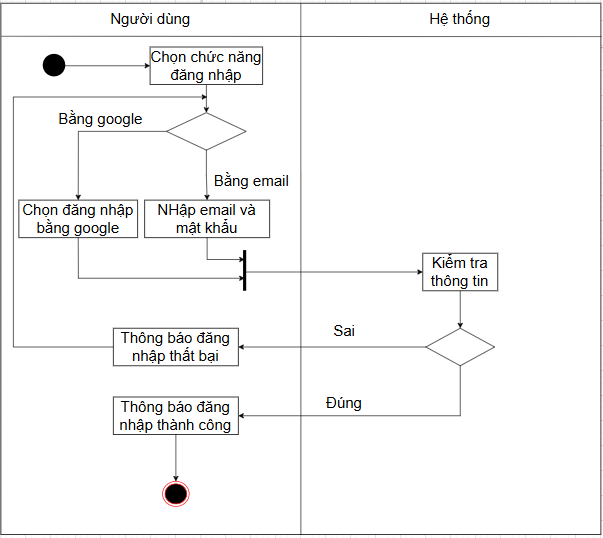 Người dùng
Hệ thống
Chọn chức năng
đăng nhập
Bằng google
Bằng email
Chọn đăng nhập
bằng google
NHập email và
mật khẩu
Kiểm tra
thông tin
Sai
Thông báo đăng
nhập thất bại
Đúng
Thông báo đăng
nhập thành công